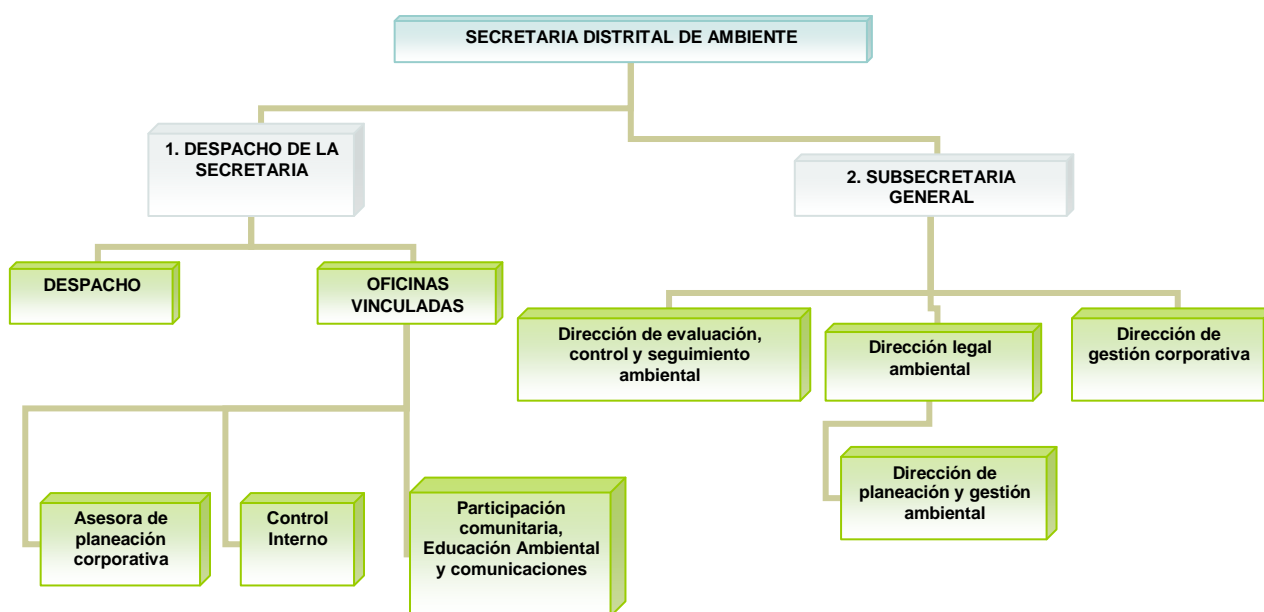 SECRETARIA DISTRITAL DE AMBIENTE
1. DESPACHO DE LA
SECRETARIA
2. SUBSECRETARIA
GENERAL
DESPACHO
OFICINAS
VINCULADAS
Dirección de evaluación,
control y seguimiento
ambiental
Dirección legal
ambiental
Dirección de
gestión corporativa
Dirección de
planeación y gestión
ambiental
Asesora de
planeación
corporativa
Control
Interno
Participación
comunitaria,
Educación Ambiental
y comunicaciones